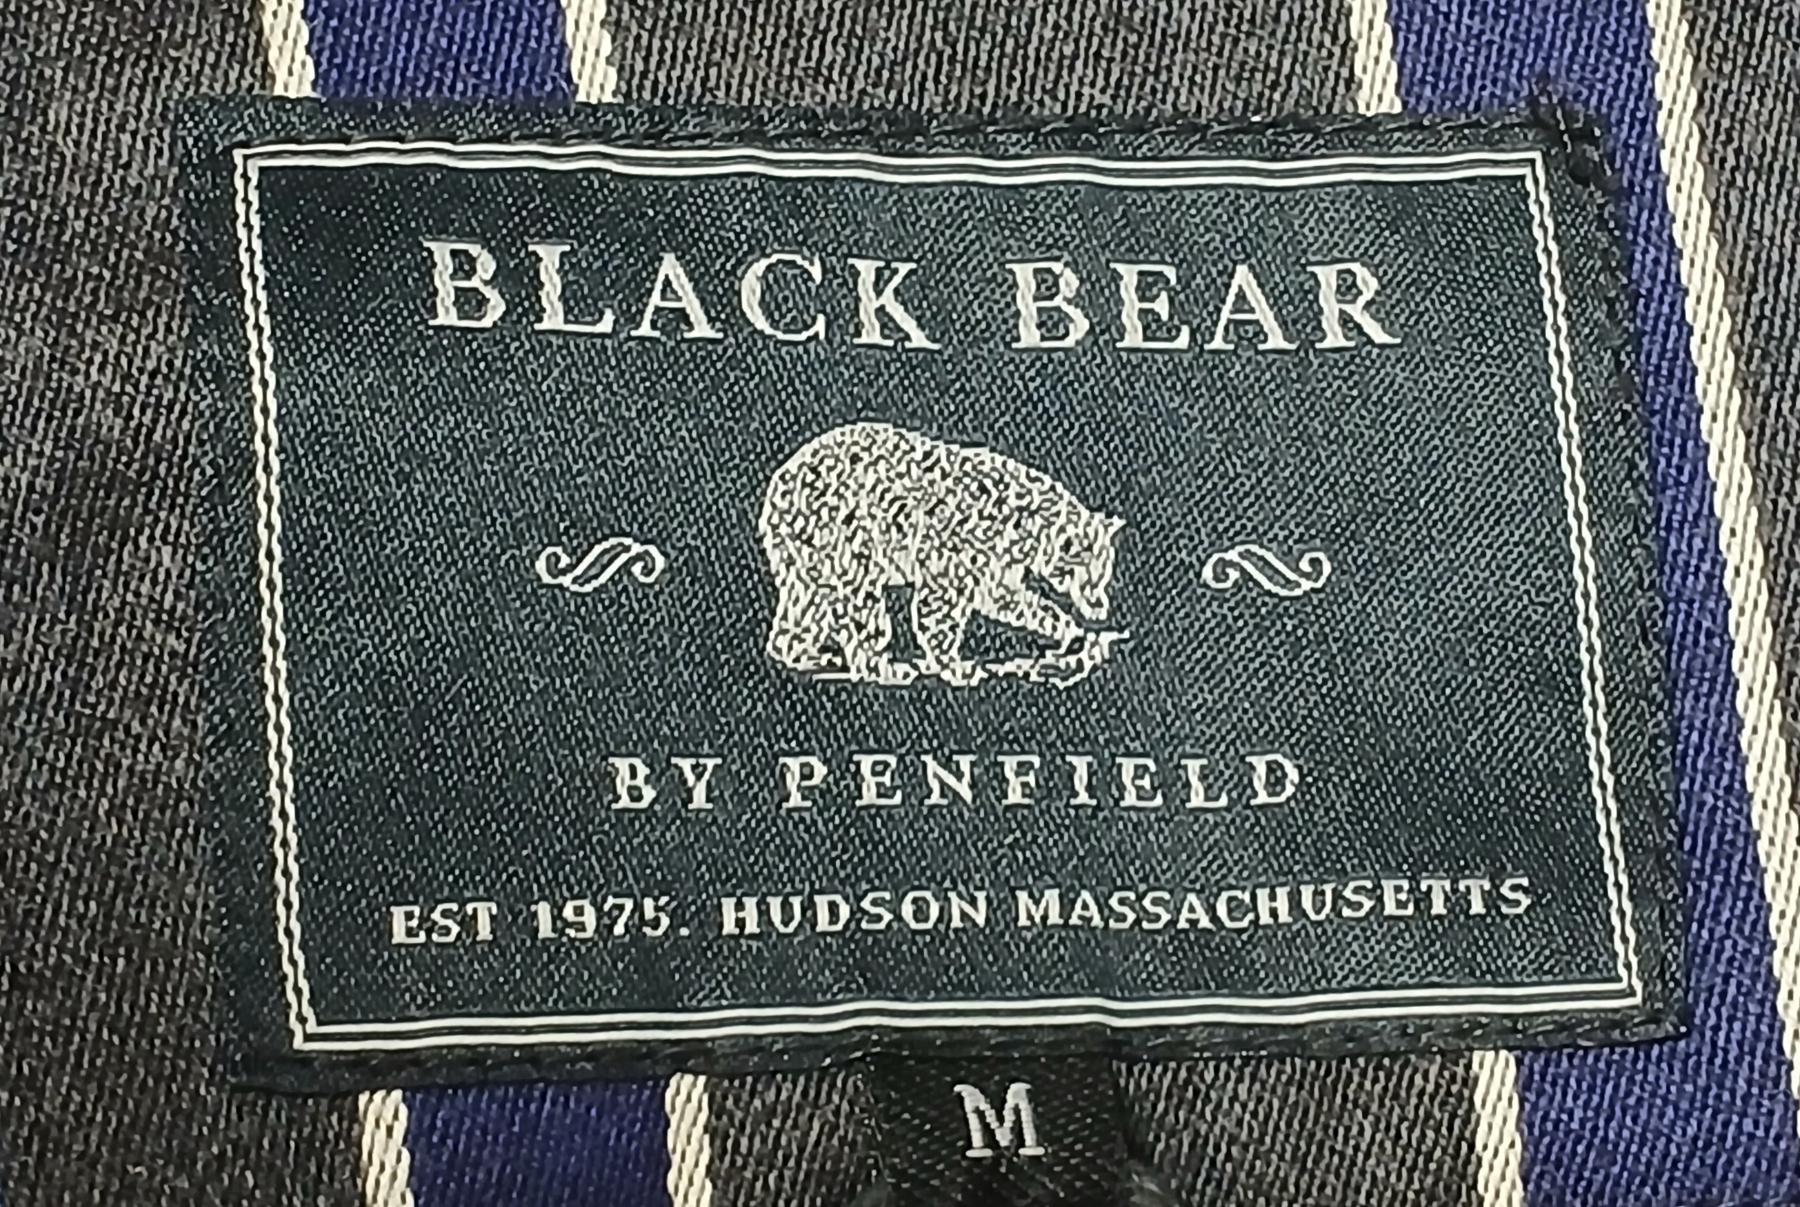 BLACK BEAR
BY PENFIELD
EST 1975. HUDSON MASSACHUSETTS
M